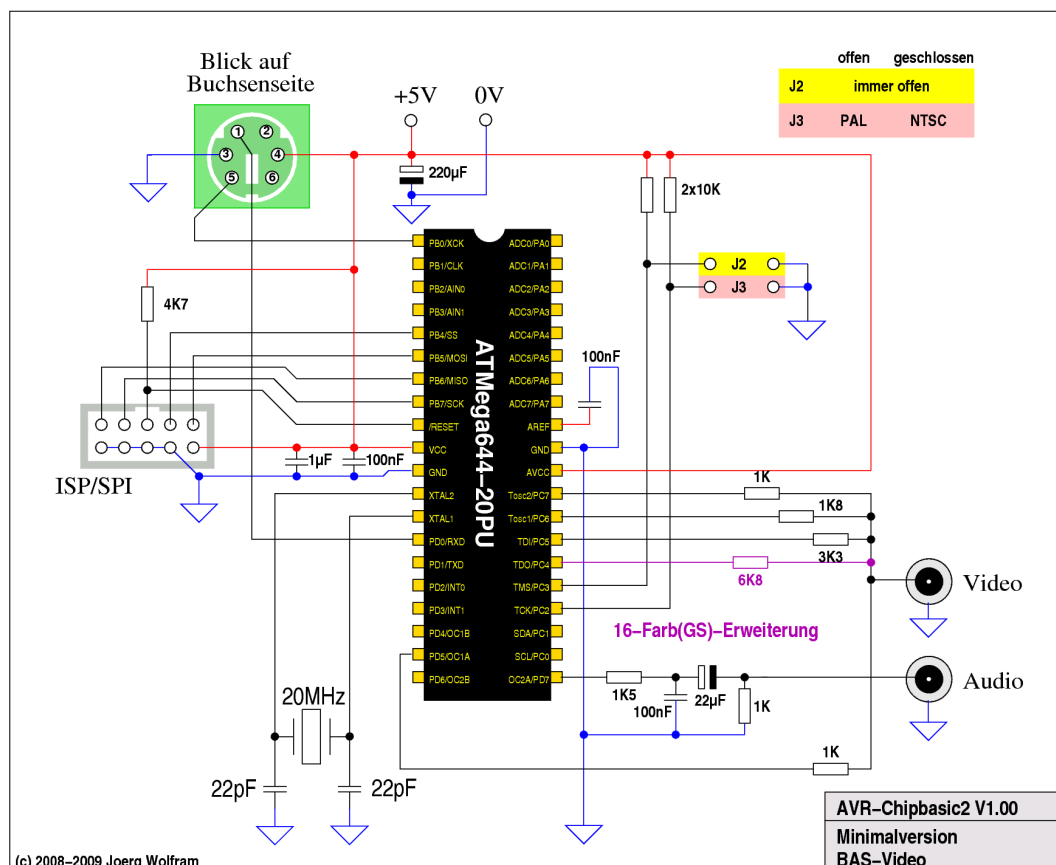 Blick auf
Buchsenseite
offen geschlossen
J2 immer offen
J3 PAL NTSC
+5V 0V
1 2
3 4
5 6
220µF
2x10K
PB0/XCK ADC0/PA0
PB1/CLK ADC1/PA1
PB2/AIN0 ADC2/PA2
PB3/AIN1 ADC3/PA3
PB4/SS ADC4/PA4
PB5/MOSI ADC5/PA5
PB6/MISO ADC6/PA6
PB7/SCK ADC7/PA7
/RESET AREF
VCC GND
GND AVCC
XTAL2 Tosc2/PC7
XTAL1 Tosc1/PC6
PD0/RXD TDI/PC5
PD1/TXD TDO/PC4
PD2/INT0 TMS/PC3
PD3/INT1 TCK/PC2
PD4/OC1B SDA/PC1
PD5/OC1A SCL/PC0
PD6/OC2B OC2A/PD7
ATMega644-20PU
J2
J3
4K7
100nF
ISP/SPI
1µF 100nF
1K
1K8
3K3
6K8
Video
16-Farb(GS)-Erweiterung
Audio
1K5
100nF
22µF
1K
20MHz
22pF 22pF
1K
AVR-Chipbasic2 V1.00
Minimalversion
BAS-Video
(c) 2008-2009 Joerg Wolfram